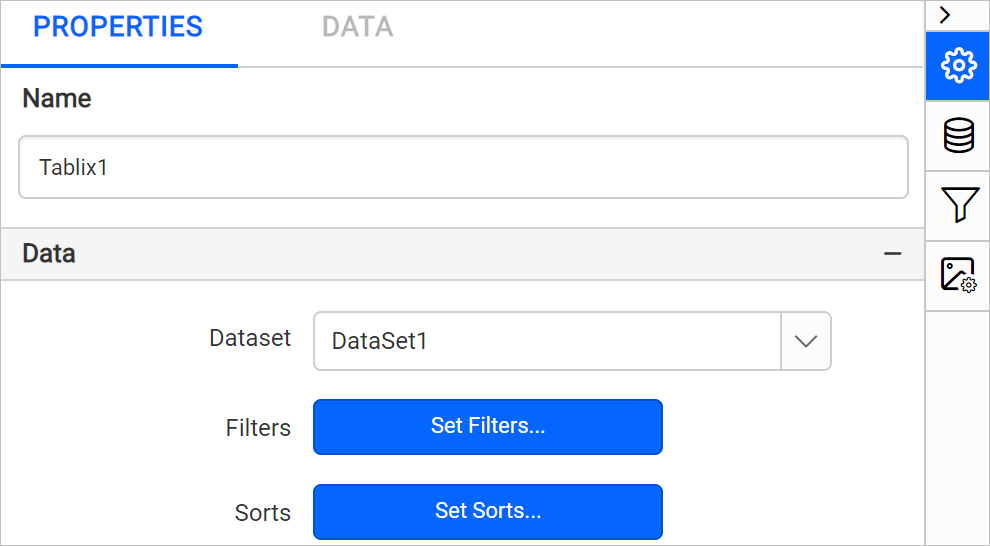 PROPERTIES DATA
Name
Tablix1
Data
Dataset DataSet1
Filters Set Filters...
Sorts Set Sorts...